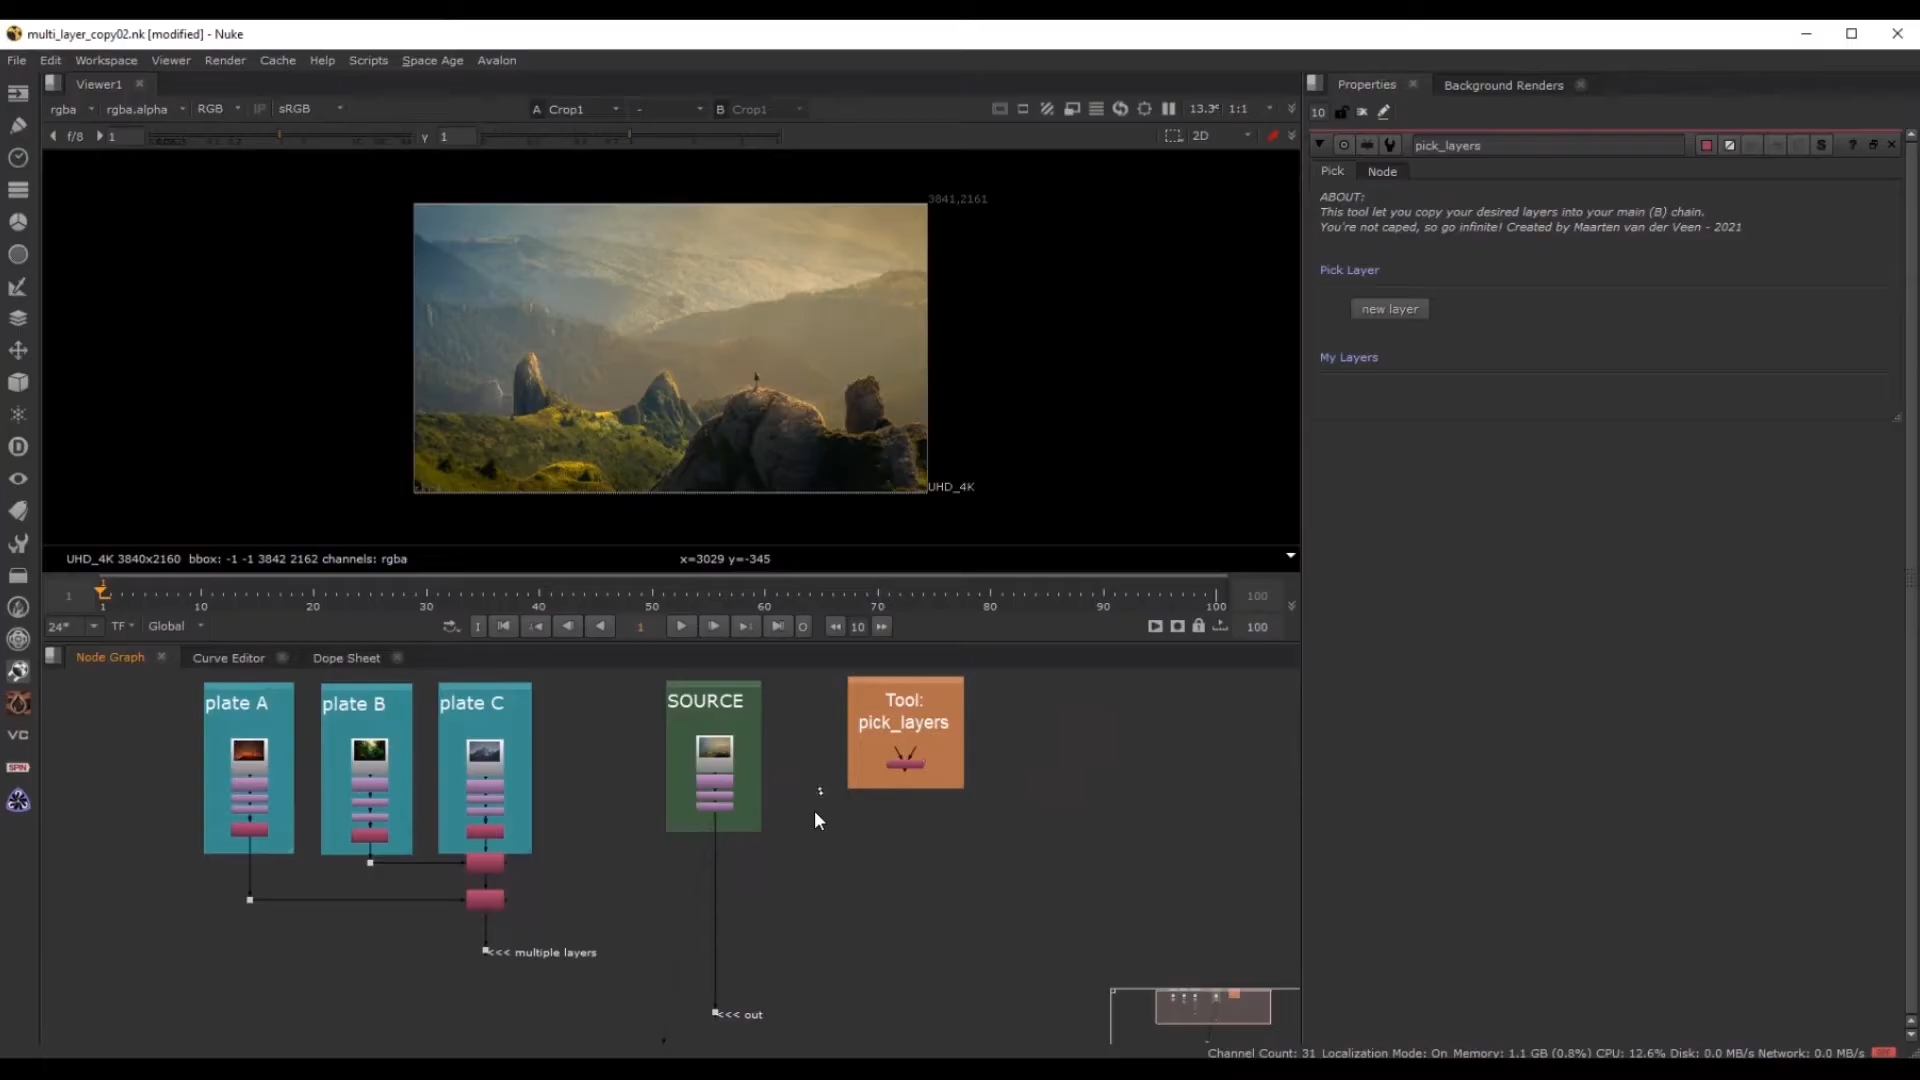 multi_layer_copy02.nk [modified] - Nuke
File Edit Workspace Viewer Render Cache Help Scripts Space Age Avalon
Viewer1
rgba rgba.alpha RGB IP sRGB A Crop1 - B Crop1 1:1
f/8 1 γ 1 2D
3841,2161
UHD_4K
UHD_4K 3840x2160 bbox: -1 -1 3842 2162 channels: rgba x=3029 y=-345
1 1 1 10 20 30 40 50 60 70 80 90 100 100
24* TF Global 1 10 100
Node Graph Curve Editor Dope Sheet
plate A
plate B
plate C
SOURCE
Tool:
pick_layers
<<< multiple layers
<<< out
VC
SPIN
Properties Background Renders
10
pick_layers S ?
Pick Node
ABOUT:
This tool let you copy your desired layers into your main (B) chain.
You're not caped, so go infinite! Created by Maarten van der Veen - 2021
Pick Layer
new layer
My Layers
Channel Count: 31 Localization Mode: On Memory: 1.1 GB (0.8%) CPU: 12.6% Disk: 0.0 MB/s Network: 0.0 MB/s